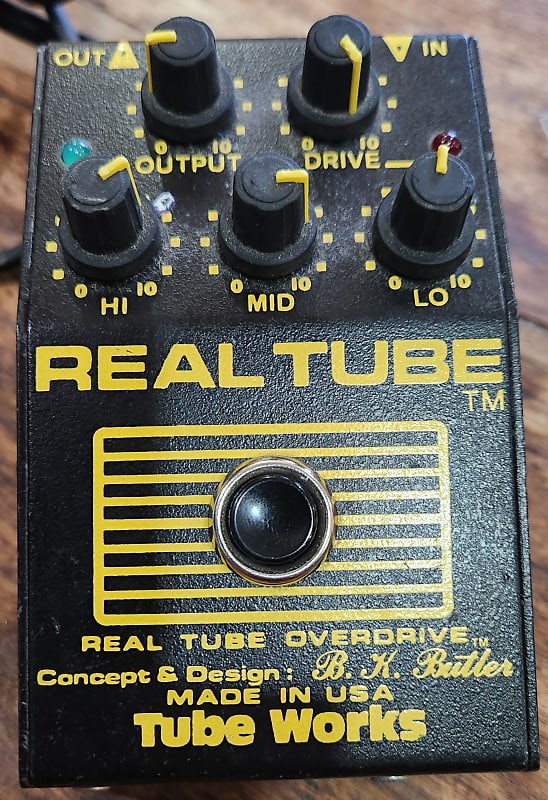 OUT IN
0 10 0 10
OUTPUT DRIVE
0 10 0 10 0 10
HI MID LO
REAL TUBE
TM
REAL TUBE OVERDRIVE TM
Concept & Design: B. K. Butler
MADE IN USA
Tube Works